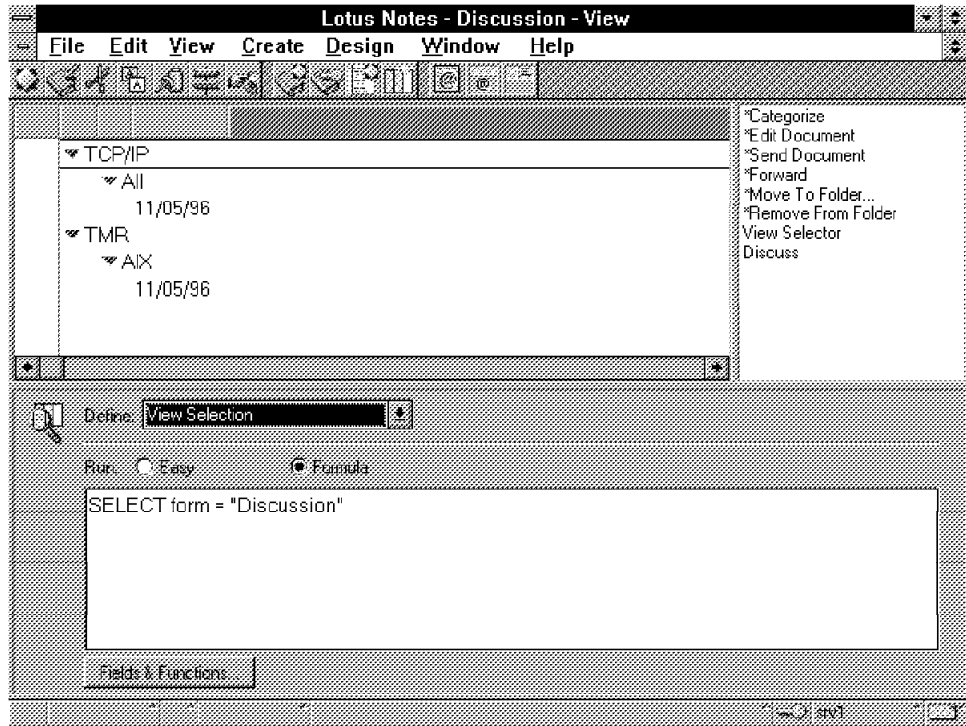 Lotus Notes - Discussion - View
File Edit View Create Design Window Help
TCP/IP
All
11/05/96
TMR
AIX
11/05/96
*Categorize
*Edit Document
*Send Document
*Forward
*Move To Folder...
*Remove From Folder
View Selector
Discuss
Define: View Selection
Run: Easy Formula
SELECT form = "Discussion"
Fields & Functions...
srv1